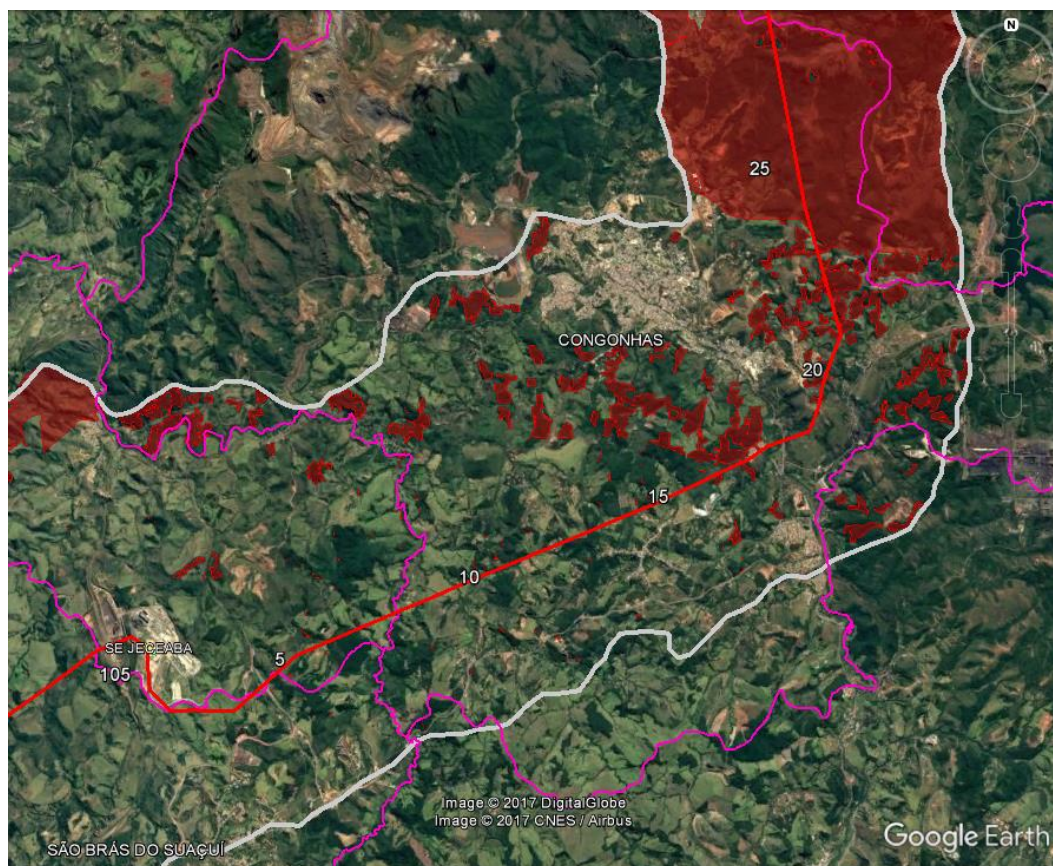 N
25
CONGONHAS
20
15
10
SE JECEABA
5
105
Image © 2017 DigitalGlobe
Image © 2017 CNES / Airbus
Google Earth
SÃO BRÁS DO SUAÇUÍ